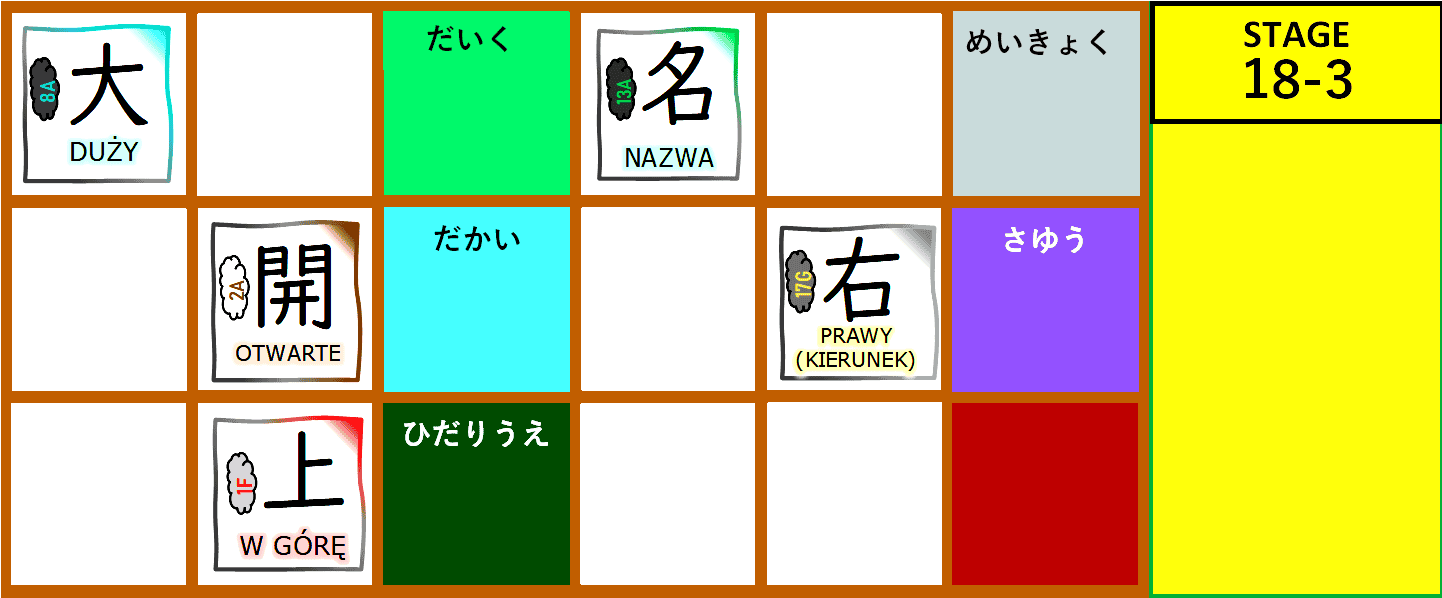 8A
大
DUŻY
だいく
13A
名
NAZWA
めいきょく
STAGE
18-3
2A
開
OTWARTE
だかい
17G
右
PRAWY
(KIERUNEK)
さゆう
1F
上
W GÓRĘ
ひだりうえ